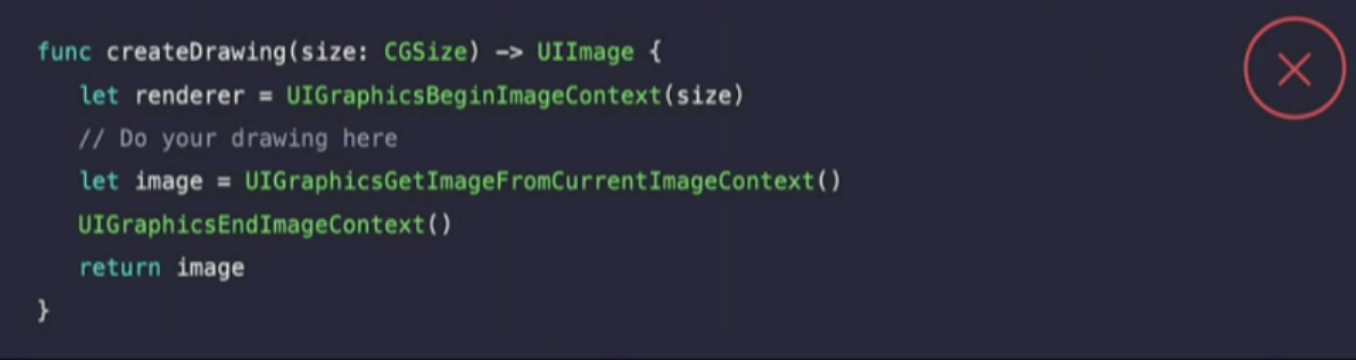 func createDrawing(size: CGSize) -> UIImage {
let renderer = UIGraphicsBeginImageContext(size)
// Do your drawing here
let image = UIGraphicsGetImageFromCurrentImageContext()
UIGraphicsEndImageContext()
return image
}